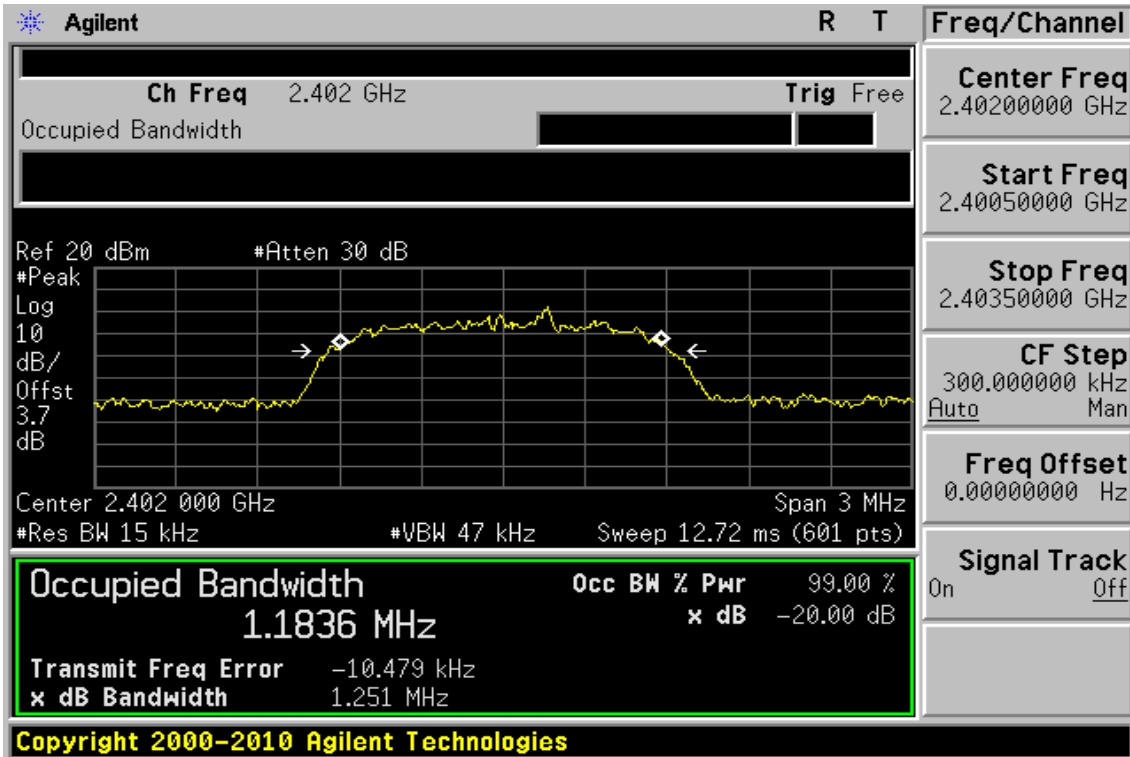 Agilent R T Freq/Channel
Ch Freq 2.402 GHz Trig Free
Occupied Bandwidth
Center Freq
2.40200000 GHz
Start Freq
2.40050000 GHz
Stop Freq
2.40350000 GHz
CF Step
300.000000 kHz
Auto Man
Freq Offset
0.00000000 Hz
Signal Track
On Off
Ref 20 dBm #Atten 30 dB
#Peak
Log
10
dB/
Offst
3.7
dB
Center 2.402 000 GHz Span 3 MHz
#Res BW 15 kHz #VBW 47 kHz Sweep 12.72 ms (601 pts)
Occupied Bandwidth
1.1836 MHz
Occ BW % Pwr 99.00 %
x dB -20.00 dB
Transmit Freq Error -10.479 kHz
x dB Bandwidth 1.251 MHz
Copyright 2000-2010 Agilent Technologies